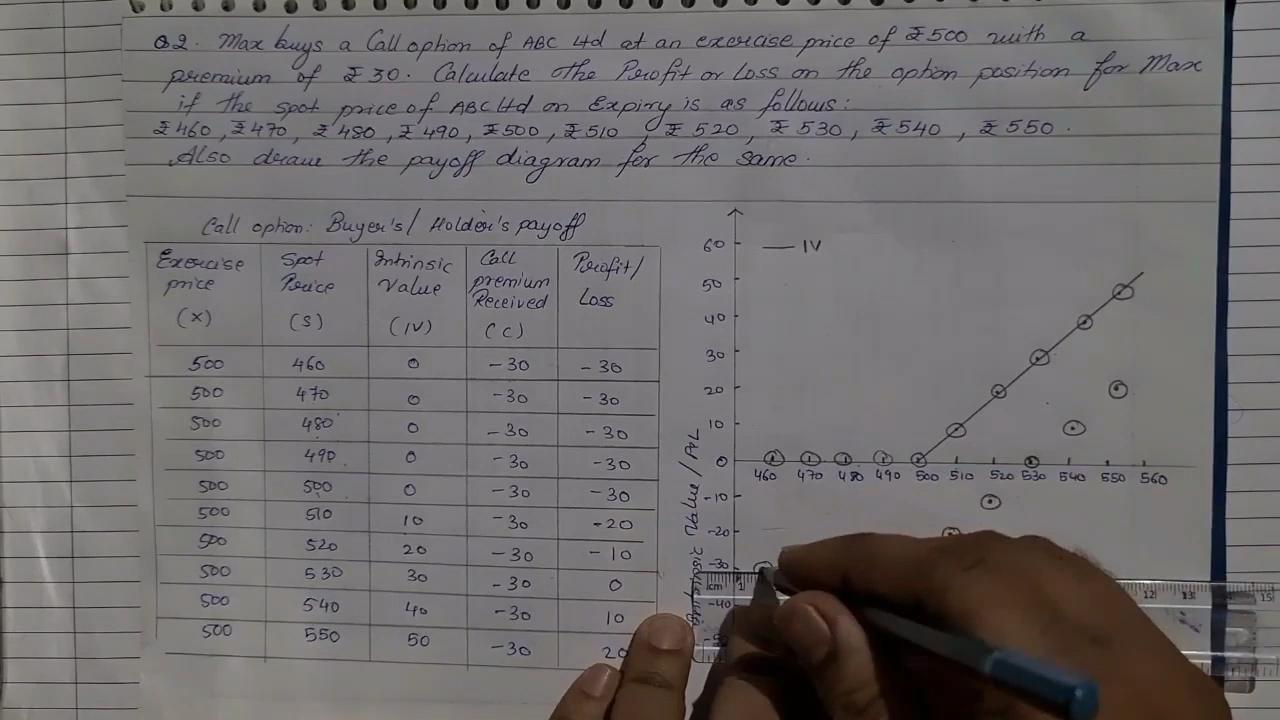 Q2. Max buys a Call option of ABC Ltd at an exercise price of ₹500 with a
premium of ₹30. Calculate the Profit or Loss on the option position for Max
if the spot price of ABC Ltd on Expiry is as follows:
₹460, ₹470, ₹480, ₹490, ₹500, ₹510, ₹520, ₹530, ₹540, ₹550.
Also draw the payoff diagram for the same.
Call option: Buyer's/Holder's payoff
Exercise price (X) Spot Price (S) Intrinsic Value (IV) Call premium Received (C) Profit/Loss
500 460 0 -30 -30
500 470 0 -30 -30
500 480 0 -30 -30
500 490 0 -30 -30
500 500 0 -30 -30
500 510 10 -30 -20
500 520 20 -30 -10
500 530 30 -30 0
500 540 40 -30 10
500 550 50 -30 20
60
— IV
50
40
30
20
10
0
460 470 480 490 500 510 520 530 540 550 560
-10
-20
-30
-40
Intrinsic Value / P/L
cm 1 12 13 15